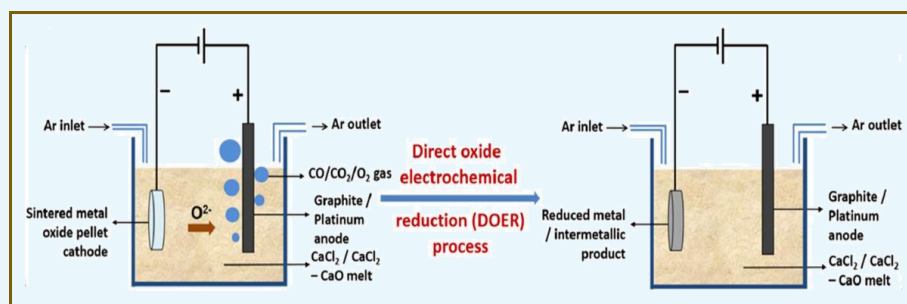 −
+
Ar inlet
Ar outlet
CO/CO₂/O₂ gas
O²⁻
Sintered metal
oxide pellet
cathode
Graphite /
Platinum
anode
CaCl₂ / CaCl₂
– CaO melt
Direct oxide
electrochemical
reduction (DOER)
process
−
+
Ar inlet
Ar outlet
Reduced metal
/ intermetallic
product
Graphite /
Platinum
anode
CaCl₂ / CaCl₂
– CaO melt